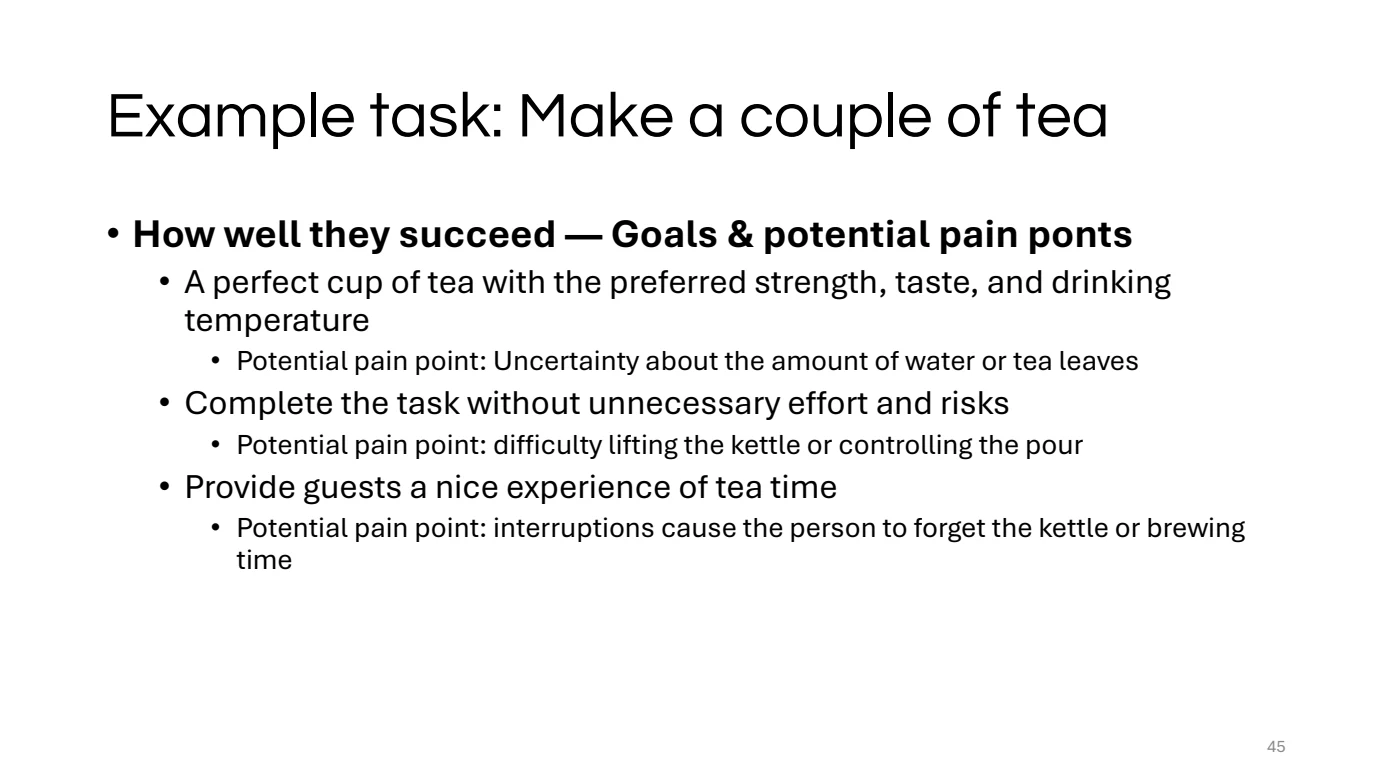 Example task: Make a couple of tea
• How well they succeed — Goals & potential pain ponts
• A perfect cup of tea with the preferred strength, taste, and drinking
temperature
• Potential pain point: Uncertainty about the amount of water or tea leaves
• Complete the task without unnecessary effort and risks
• Potential pain point: difficulty lifting the kettle or controlling the pour
• Provide guests a nice experience of tea time
• Potential pain point: interruptions cause the person to forget the kettle or brewing
time
45